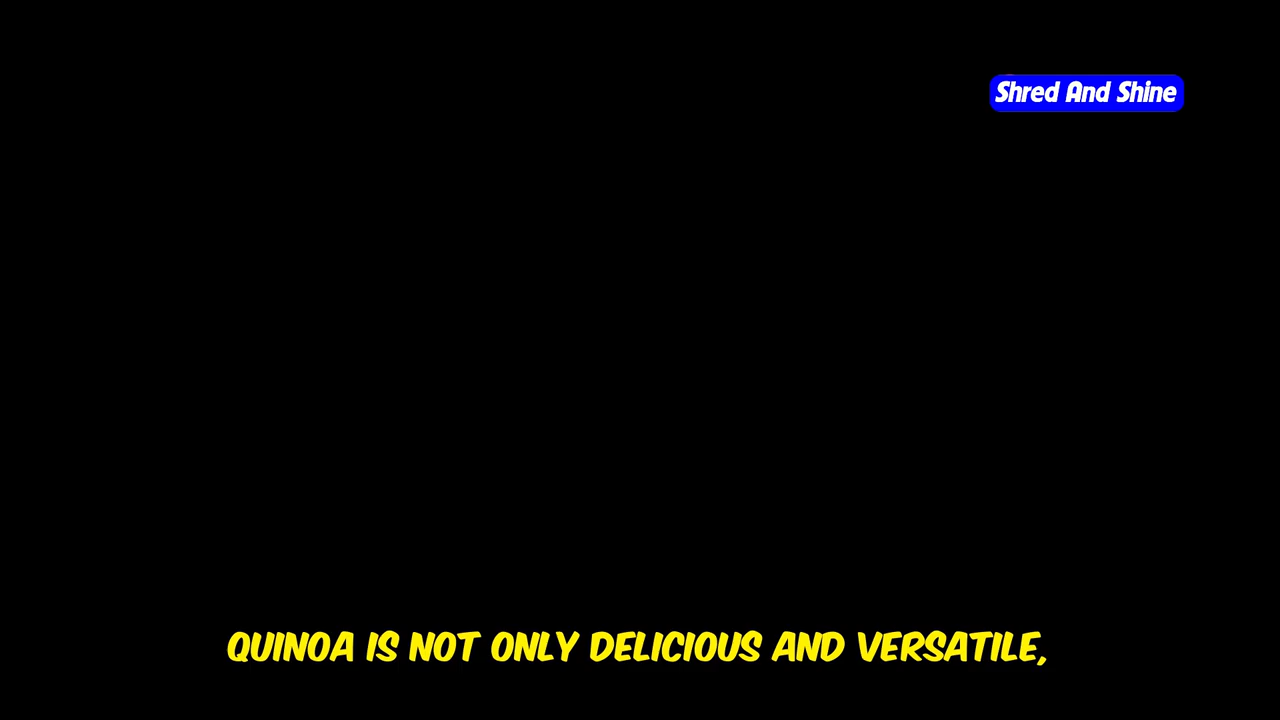 Shred And Shine
QUINOA IS NOT ONLY DELICIOUS AND VERSATILE,